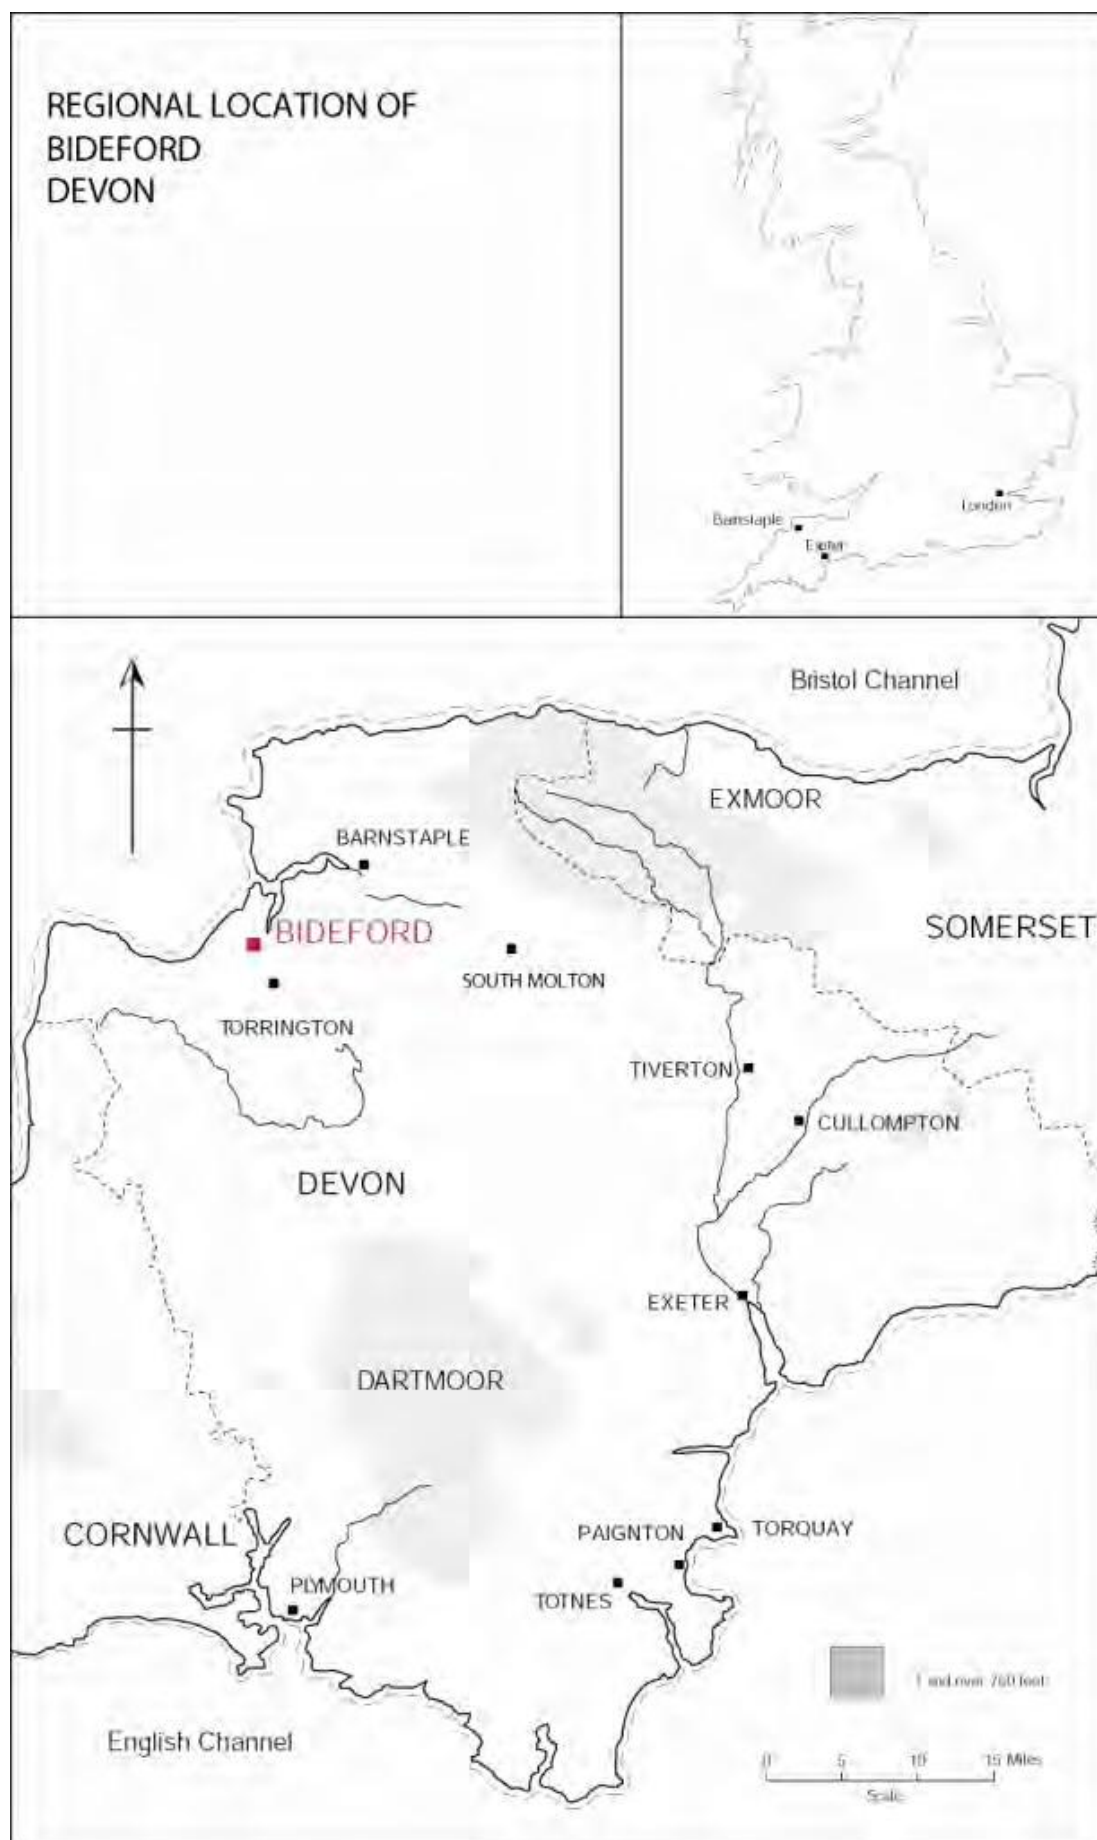 REGIONAL LOCATION OF
BIDEFORD
DEVON
London
Barnstaple
Exeter
Bristol Channel
EXMOOR
BARNSTAPLE
BIDEFORD
SOMERSET
SOUTH MOLTON
TORRINGTON
TIVERTON
CULLOMPTON
DEVON
EXETER
DARTMOOR
CORNWALL
PAIGNTON
TORQUAY
PLYMOUTH
TOTNES
over
English Channel
0 5 10 15 Miles
Scale